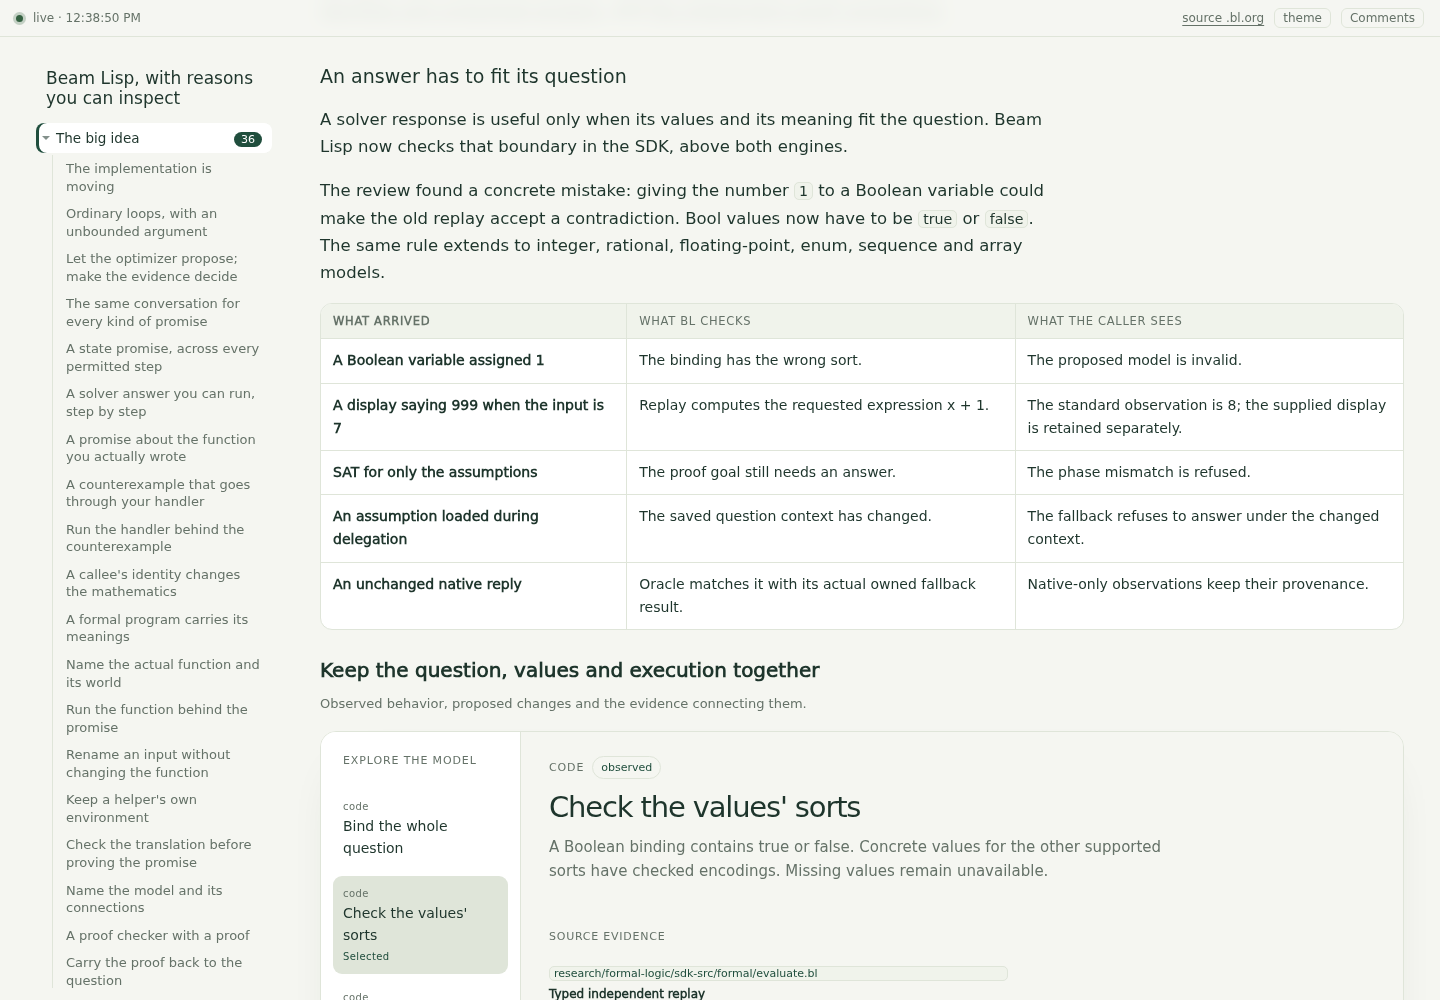 live · 12:38:50 PM
source .bl.org
theme
Comments
Beam Lisp, with reasons
you can inspect
The big idea
36
The implementation is
moving
Ordinary loops, with an
unbounded argument
Let the optimizer propose;
make the evidence decide
The same conversation for
every kind of promise
A state promise, across every
permitted step
A solver answer you can run,
step by step
A promise about the function
you actually wrote
A counterexample that goes
through your handler
Run the handler behind the
counterexample
A callee's identity changes
the mathematics
A formal program carries its
meanings
Name the actual function and
its world
Run the function behind the
promise
Rename an input without
changing the function
Keep a helper's own
environment
Check the translation before
proving the promise
Name the model and its
connections
A proof checker with a proof
Carry the proof back to the
question
An answer has to fit its question
A solver response is useful only when its values and its meaning fit the question. Beam
Lisp now checks that boundary in the SDK, above both engines.
The review found a concrete mistake: giving the number 1 to a Boolean variable could
make the old replay accept a contradiction. Bool values now have to be true or false.
The same rule extends to integer, rational, floating-point, enum, sequence and array
models.
WHAT ARRIVED
WHAT BL CHECKS
WHAT THE CALLER SEES
A Boolean variable assigned 1
The binding has the wrong sort.
The proposed model is invalid.
A display saying 999 when the input is
7
Replay computes the requested expression x + 1.
The standard observation is 8; the supplied display
is retained separately.
SAT for only the assumptions
The proof goal still needs an answer.
The phase mismatch is refused.
An assumption loaded during
delegation
The saved question context has changed.
The fallback refuses to answer under the changed
context.
An unchanged native reply
Oracle matches it with its actual owned fallback
result.
Native-only observations keep their provenance.
Keep the question, values and execution together
Observed behavior, proposed changes and the evidence connecting them.
EXPLORE THE MODEL
code
Bind the whole
question
code
Check the values'
sorts
Selected
code
CODE
observed
Check the values' sorts
A Boolean binding contains true or false. Concrete values for the other supported
sorts have checked encodings. Missing values remain unavailable.
SOURCE EVIDENCE
research/formal-logic/sdk-src/formal/evaluate.bl
Typed independent replay